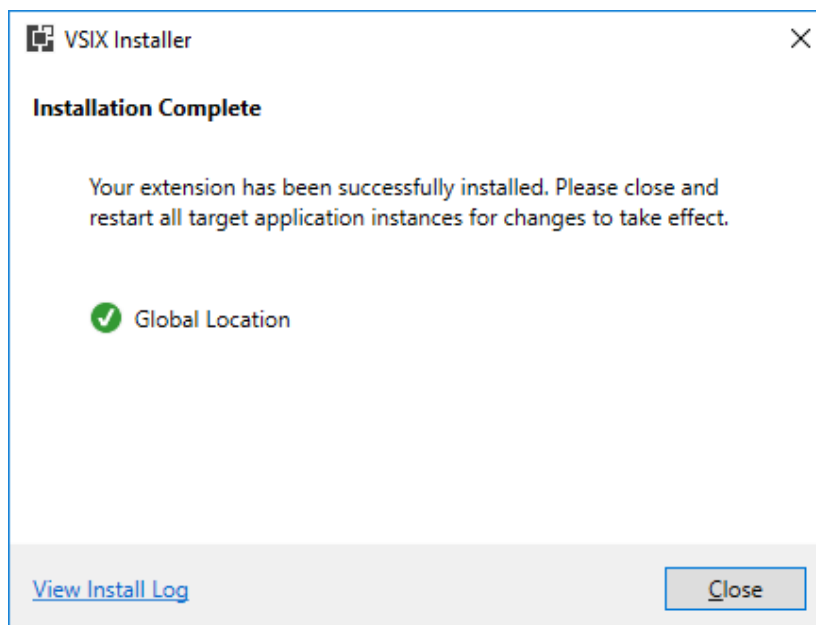 VSIX Installer
Installation Complete
Your extension has been successfully installed. Please close and
restart all target application instances for changes to take effect.
Global Location
View Install Log
Close